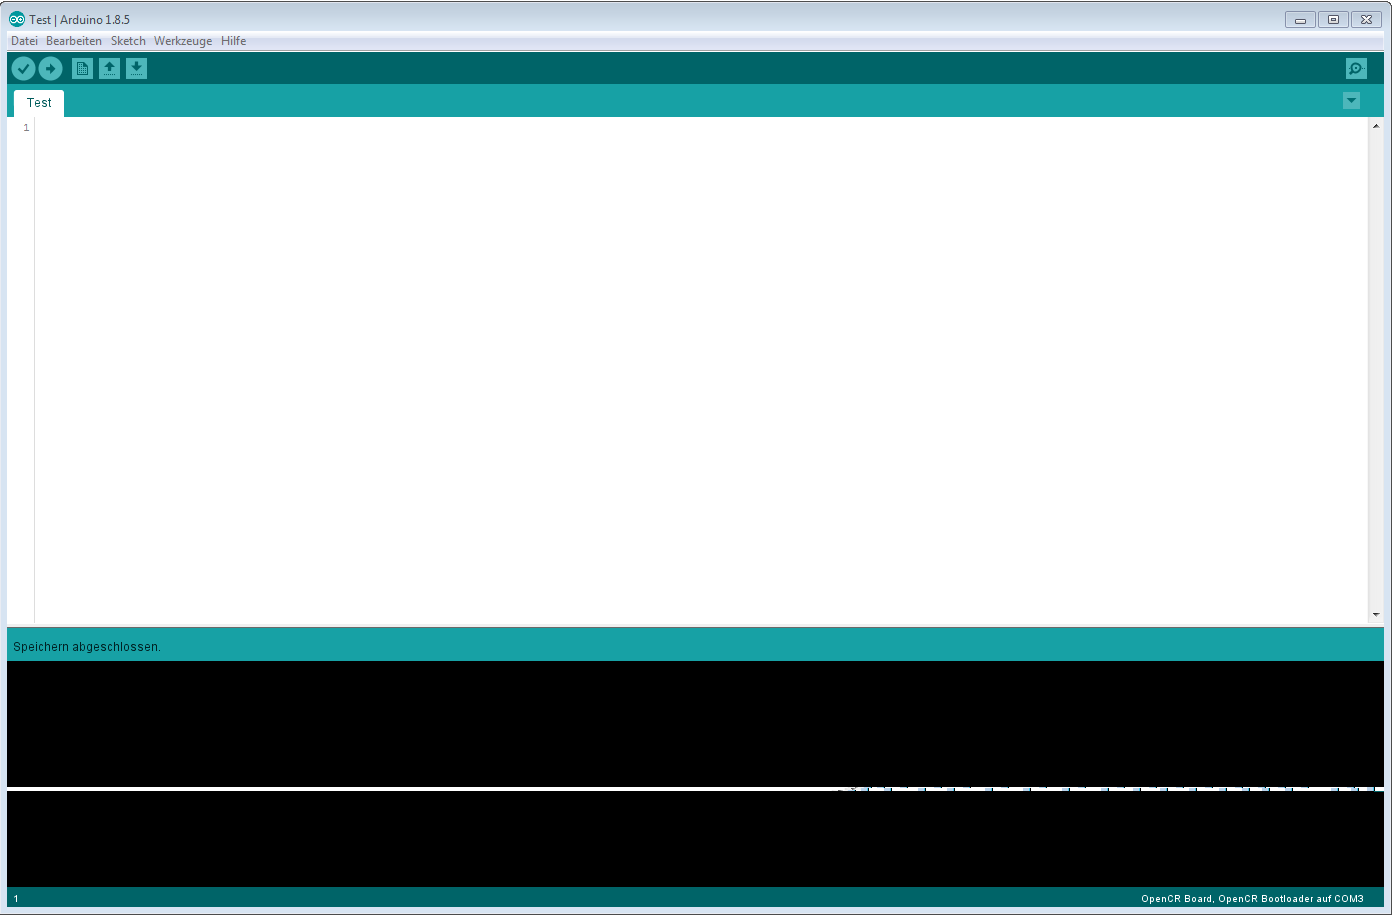 Test | Arduino 1.8.5
Datei Bearbeiten Sketch Werkzeuge Hilfe
Test
1
Speichern abgeschlossen.
1
OpenCR Board, OpenCR Bootloader auf COM3